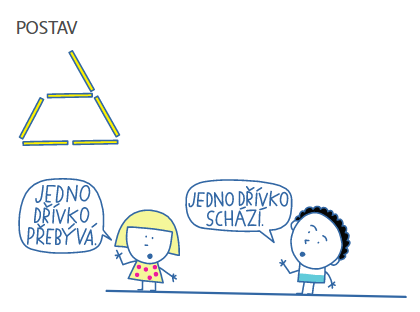 POSTAV
JEDNO
DŘÍVKO
PŘEBÝVÁ.
JEDNO DŘÍVKO
SCHÁZÍ.